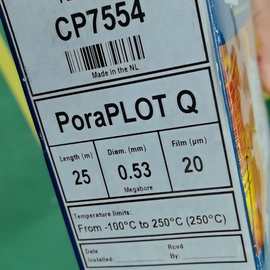 CP7554
Made in the NL
PoraPLOT Q
Length (m) Diam. (mm) Film (µm)
25 0.53 20
Megabore
Temperature limits:
From -100°C to 250°C (250°C)
Date Rcvd
Installed: By: